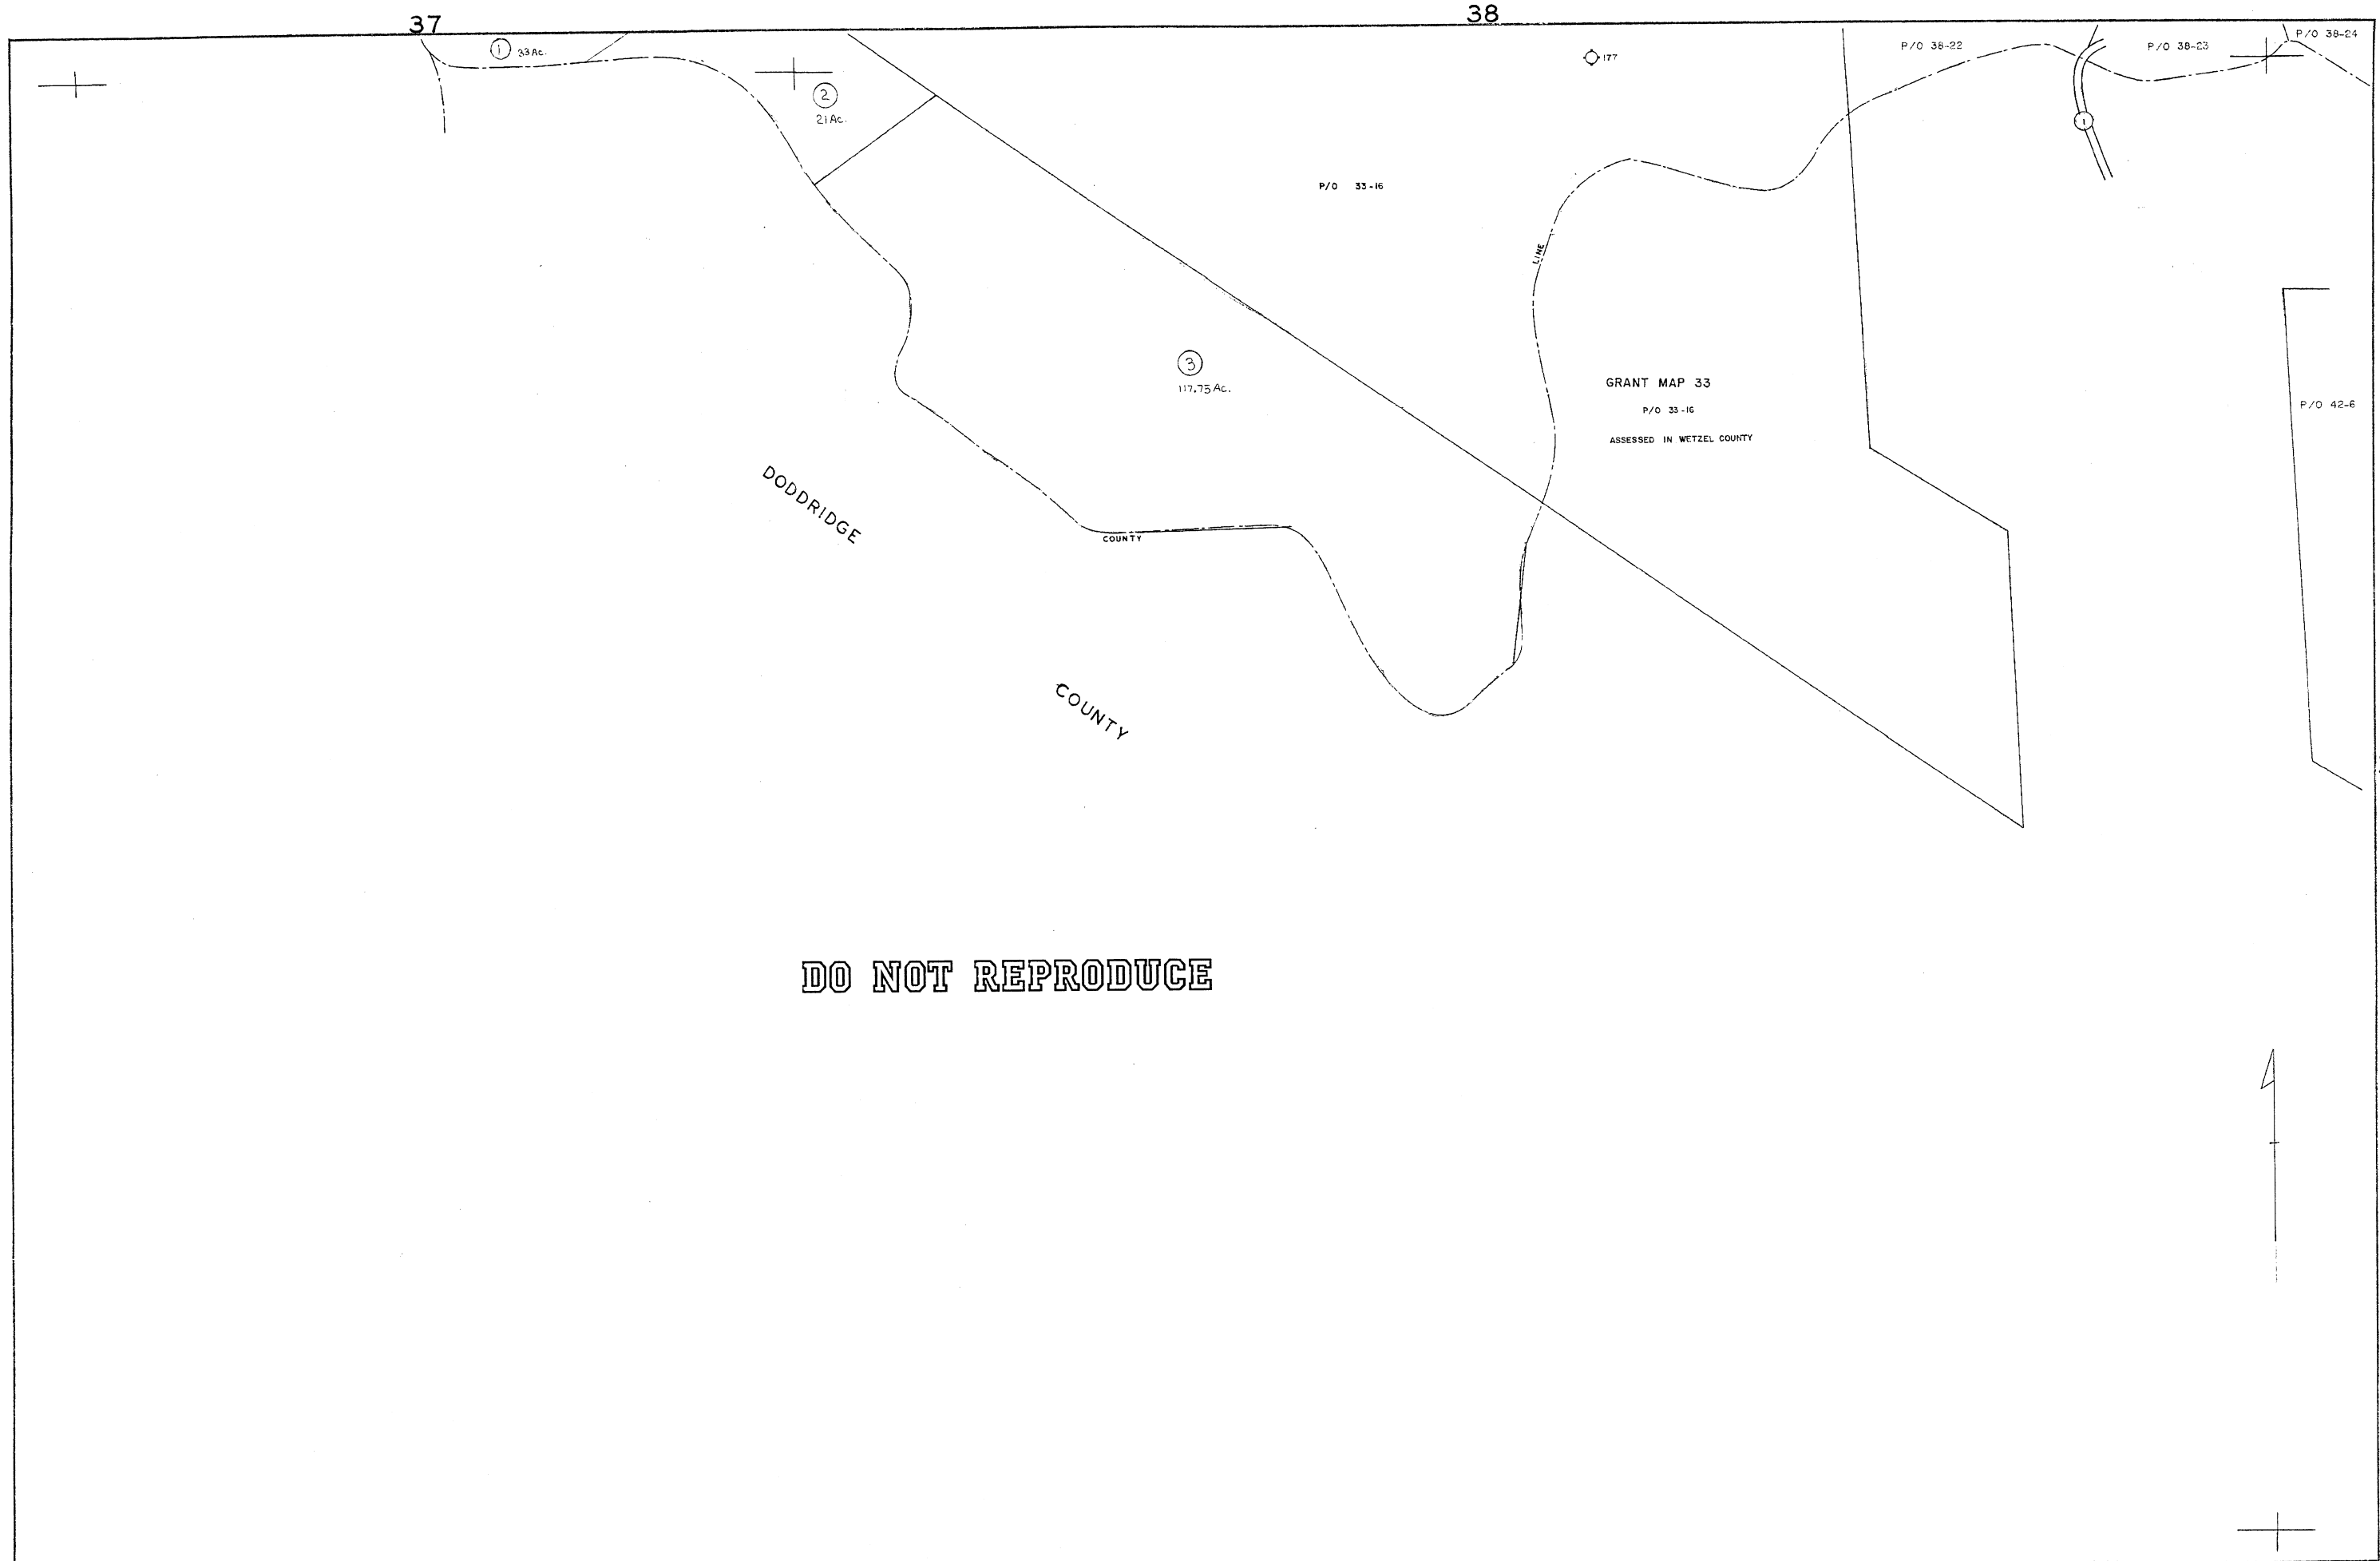 37
38
1 33 Ac.
177
P/O 38-22
P/O 38-23
P/O 38-24
2
21 Ac.
1
P/O 33-16
LINE
3
117.75 Ac.
GRANT MAP 33
P/O 33-16
ASSESSED IN WETZEL COUNTY
P/O 42-6
DODDRIDGE
COUNTY
COUNTY
DO NOT REPRODUCE